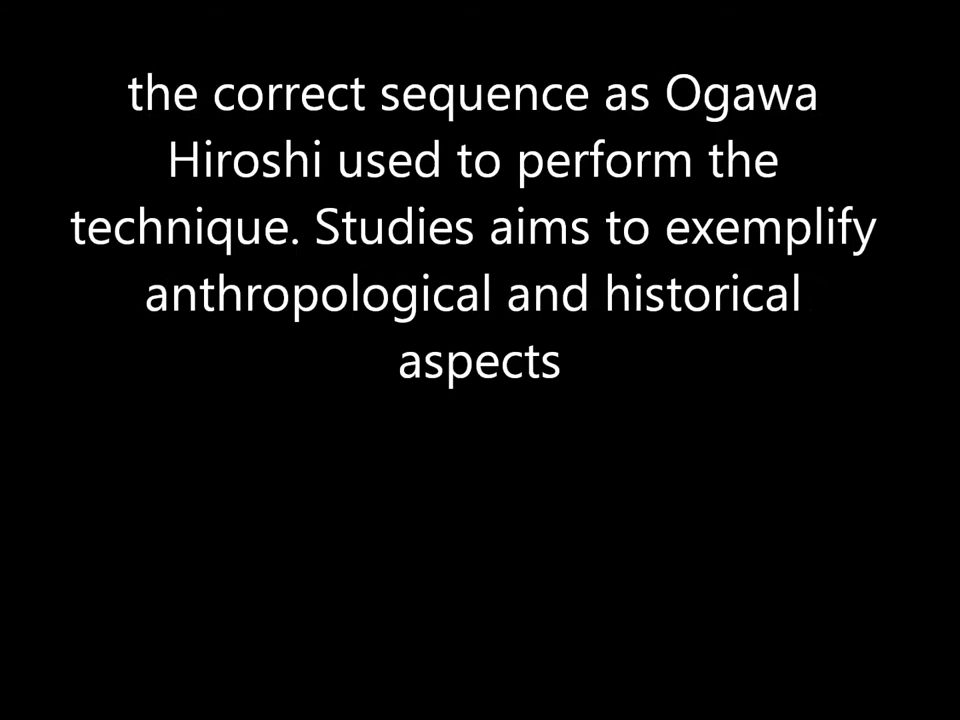 the correct sequence as Ogawa
Hiroshi used to perform the
technique. Studies aims to exemplify
anthropological and historical
aspects